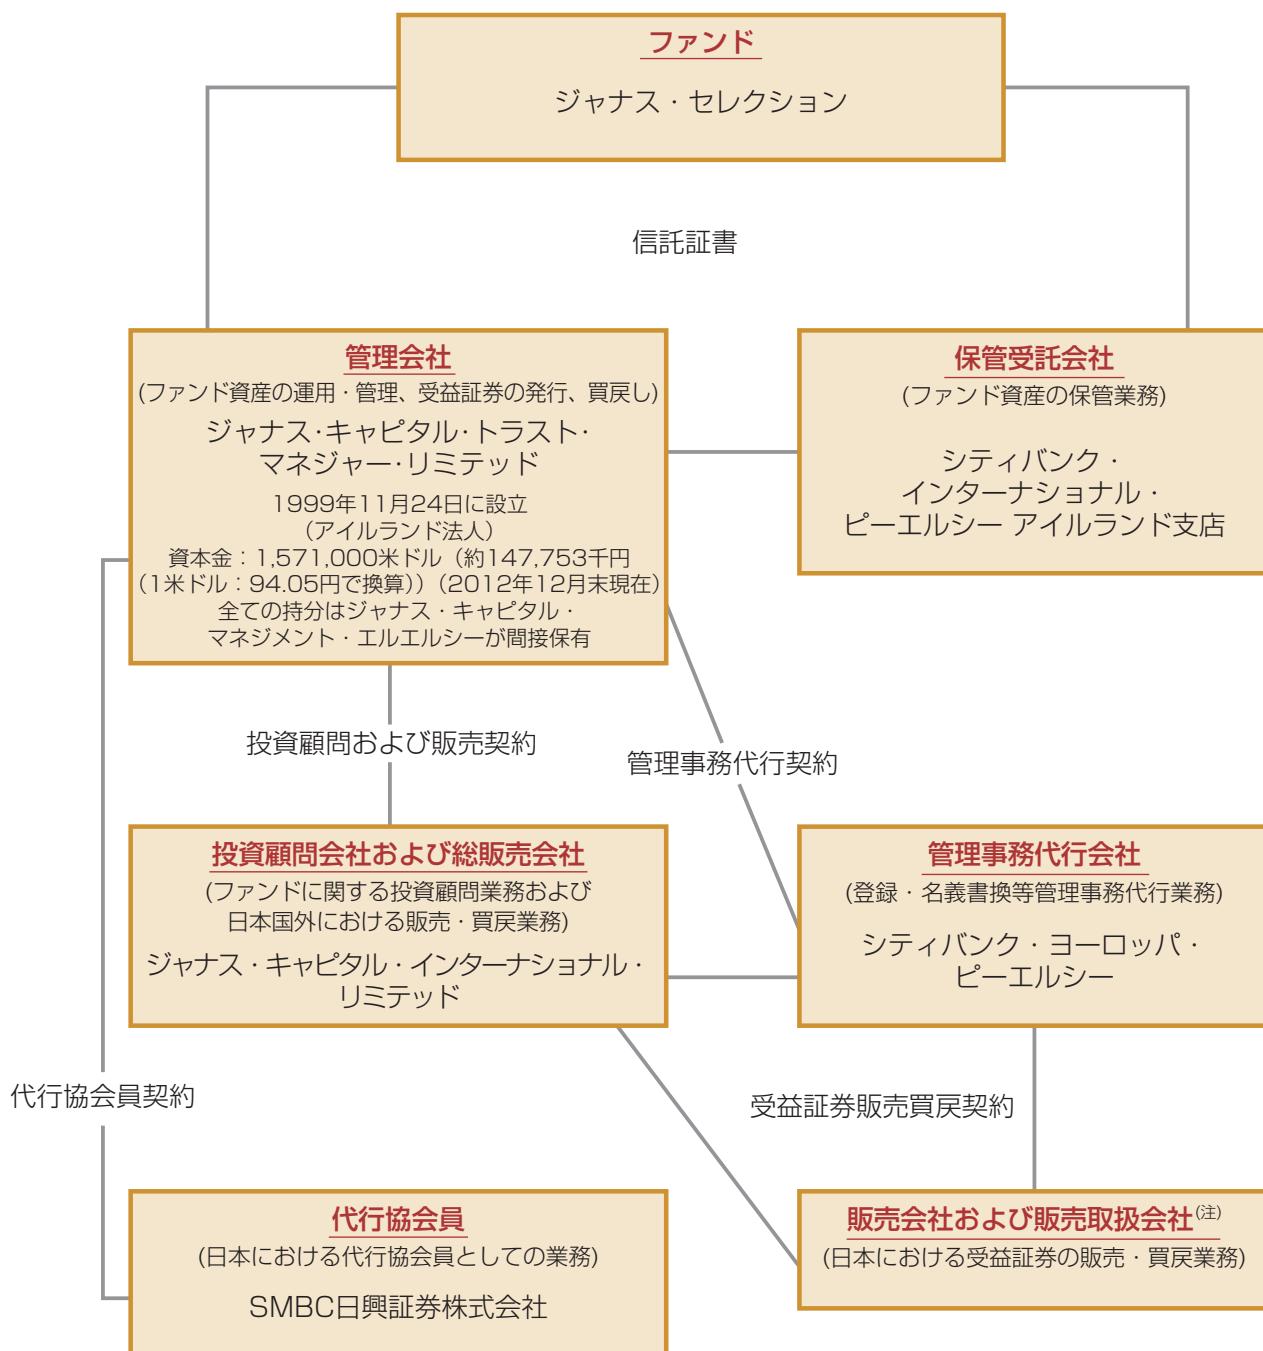 ファンド
ジャナス・セレクション
信託証書
管理会社
(ファンド資産の運用・管理、受益証券の発行、買戻し)
ジャナス・キャピタル・トラスト・
マネジャー・リミテッド
1999年11月24日に設立
（アイルランド法人）
資本金：1,571,000米ドル（約147,753千円
（1米ドル：94.05円で換算））（2012年12月末現在）
全ての持分はジャナス・キャピタル・
マネジメント・エルエルシーが間接保有
保管受託会社
(ファンド資産の保管業務)
シティバンク・
インターナショナル・
ピーエルシー アイルランド支店
投資顧問および販売契約
管理事務代行契約
投資顧問会社および総販売会社
(ファンドに関する投資顧問業務および
日本国外における販売・買戻業務)
ジャナス・キャピタル・インターナショナル・
リミテッド
管理事務代行会社
(登録・名義書換等管理事務代行業務)
シティバンク・ヨーロッパ・
ピーエルシー
代行協会員契約
受益証券販売買戻契約
代行協会員
(日本における代行協会員としての業務)
SMBC日興証券株式会社
販売会社および販売取扱会社(注)
(日本における受益証券の販売・買戻業務)